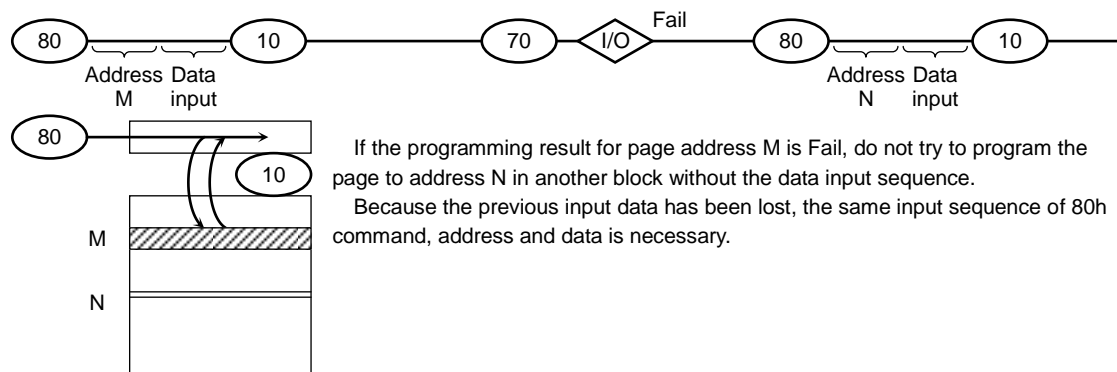 Fail
80 10 70 I/O 80 10
Address Data Address Data
M input N input
80
If the programming result for page address M is Fail, do not try to program the
10
page to address N in another block without the data input sequence.
Because the previous input data has been lost, the same input sequence of 80h
M
command, address and data is necessary.
N